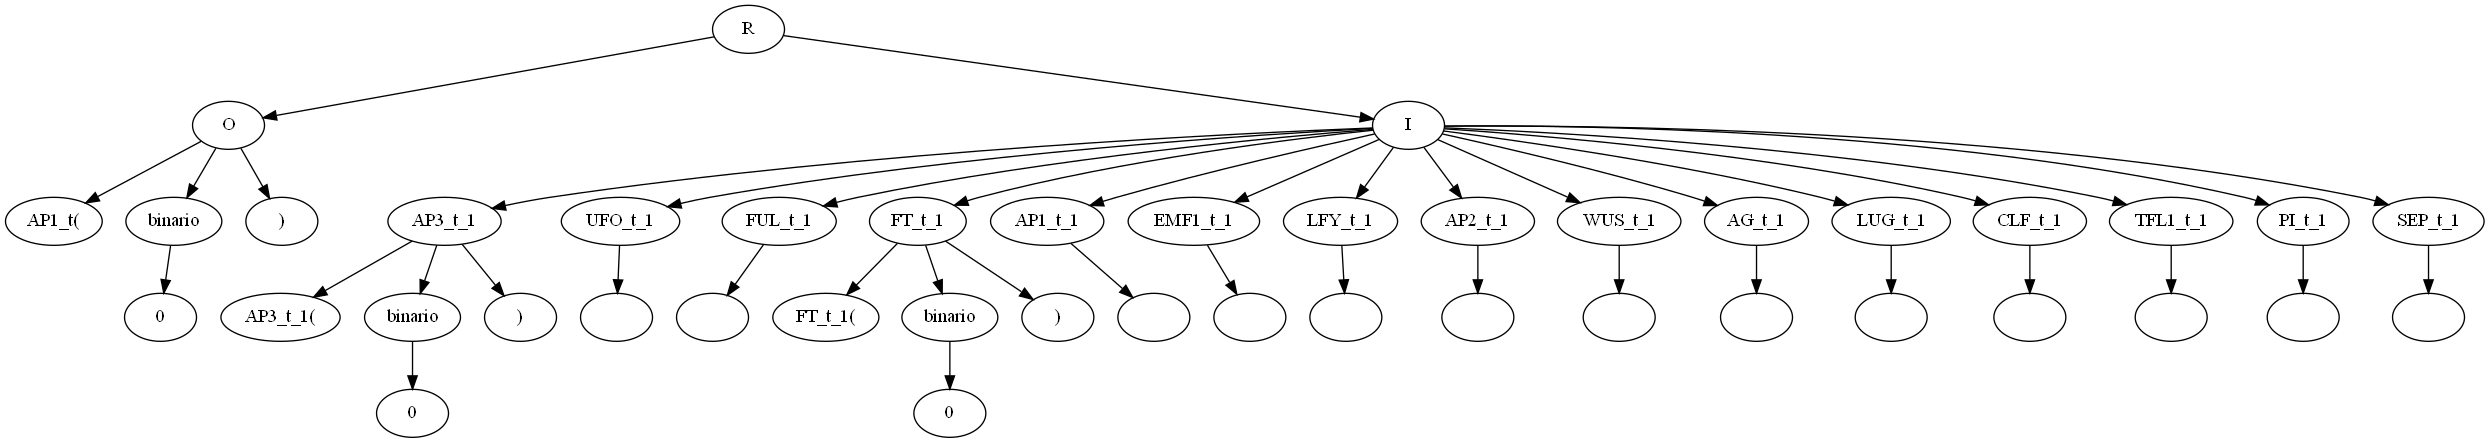 R
O
I
AP1_t(
binario
)
AP3_t_1
UFO_t_1
FUL_t_1
FT_t_1
AP1_t_1
EMF1_t_1
LFY_t_1
AP2_t_1
WUS_t_1
AG_t_1
LUG_t_1
CLF_t_1
TFL1_t_1
PI_t_1
SEP_t_1
0
AP3_t_1(
binario
)
FT_t_1(
binario
)
0
0